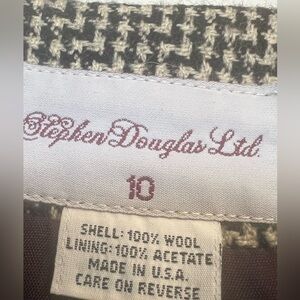 Stephen Douglas Ltd.
10
SHELL: 100% WOOL
LINING: 100% ACETATE
MADE IN U.S.A.
CARE ON REVERSE